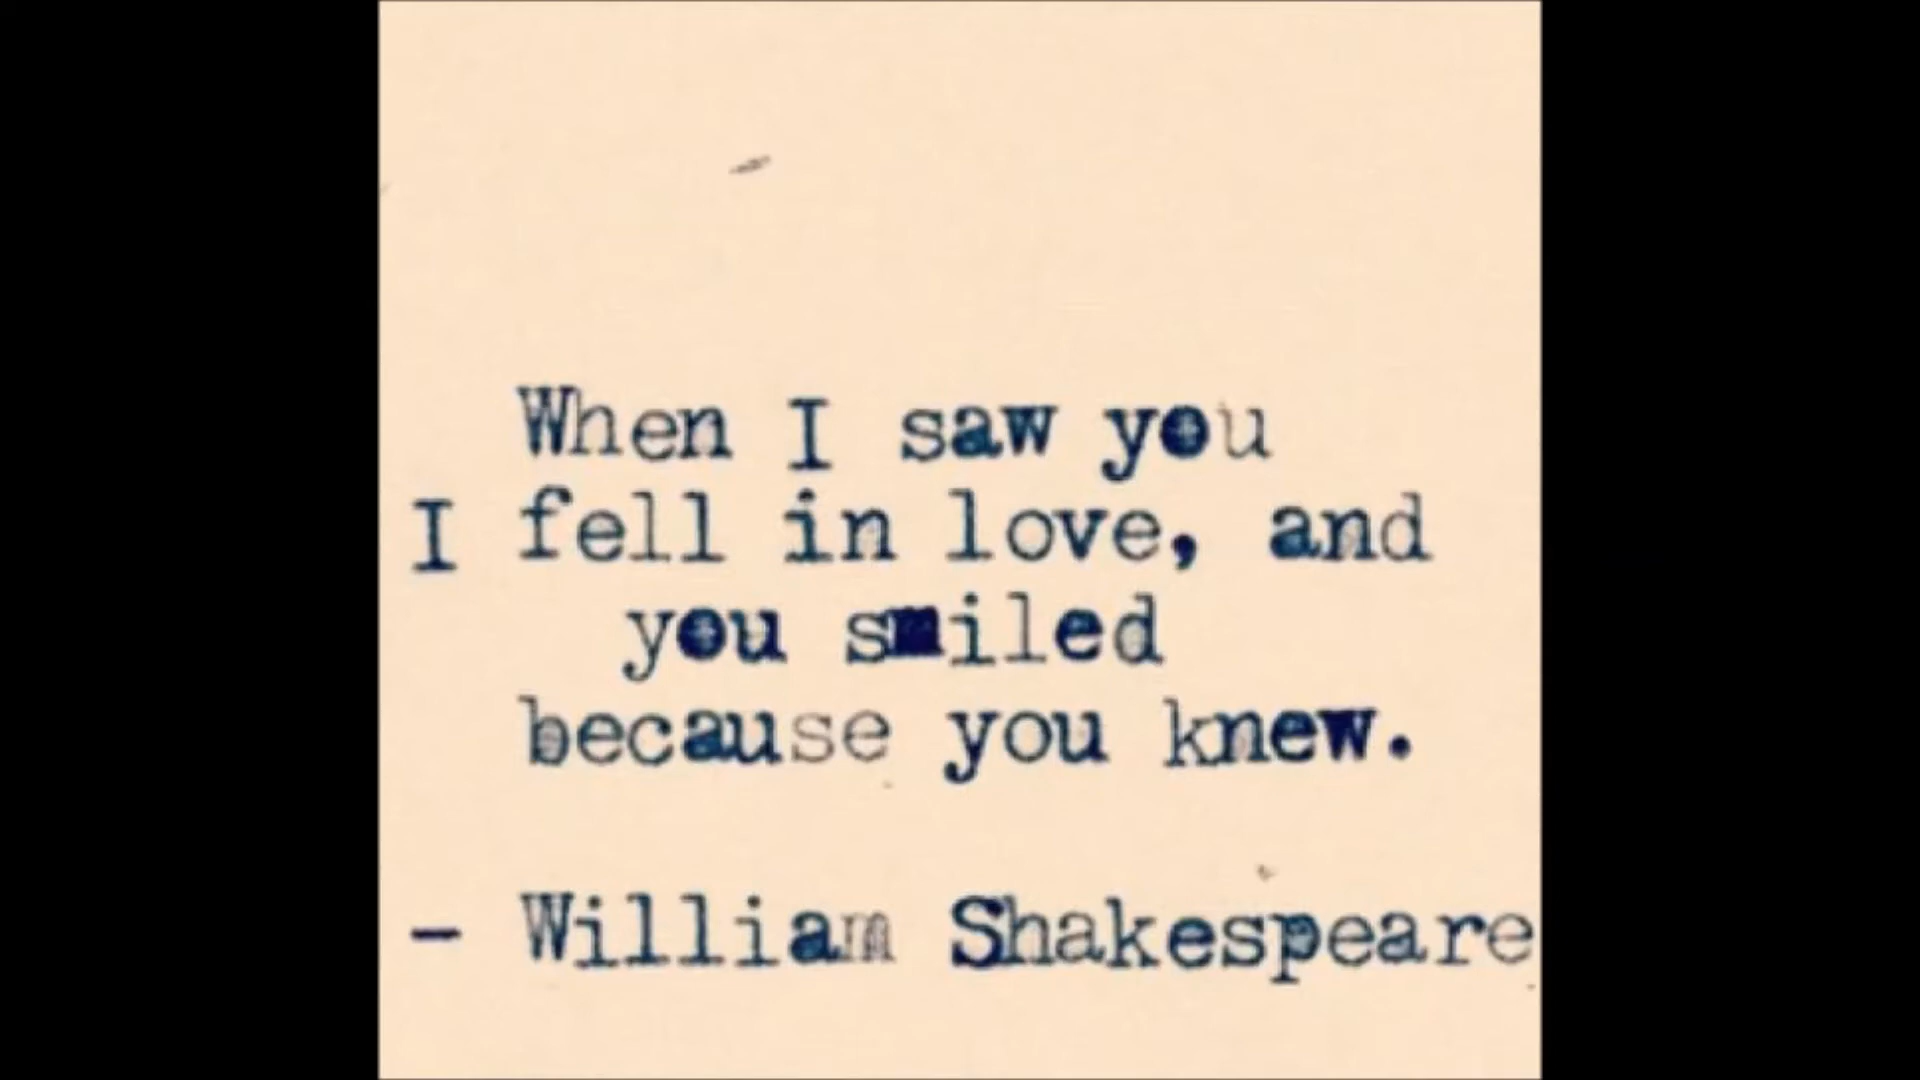 When I saw you
I fell in love, and
you smiled
because you knew.
- William Shakespeare